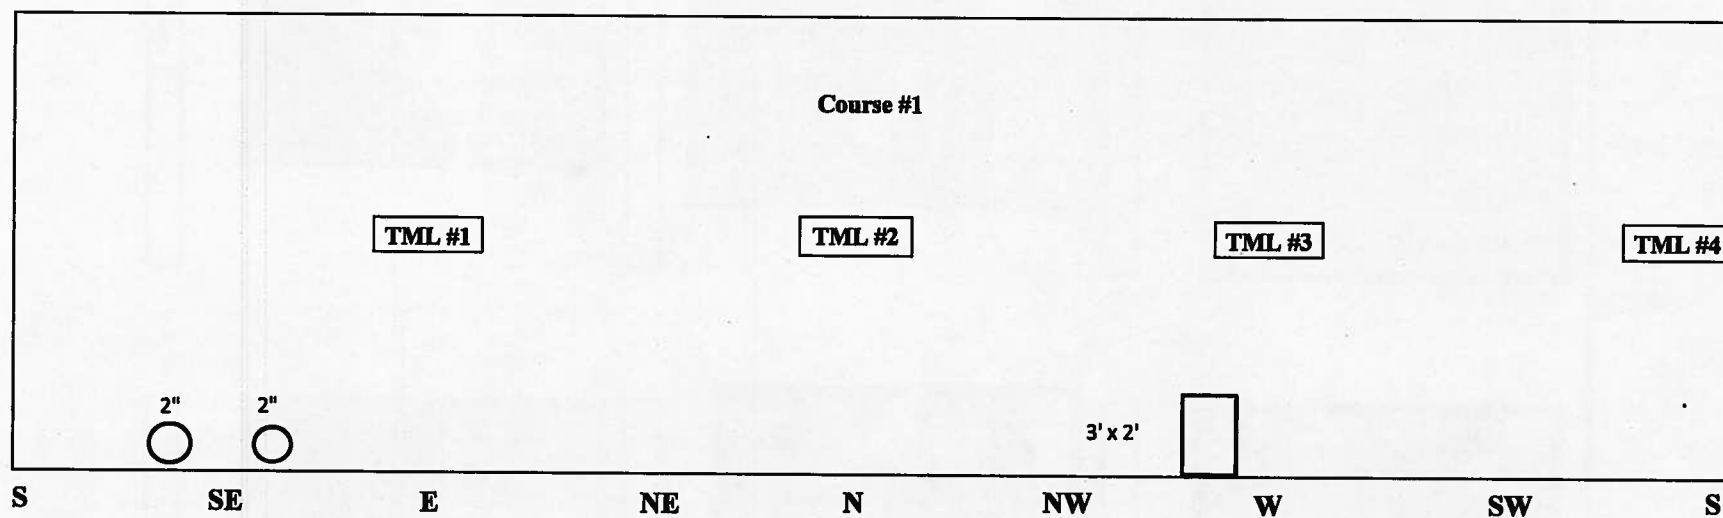 Course #1
TML #1
TML #2
TML #3
TML #4
2"
2"
3' x 2'
S SE E NE N NW W SW S